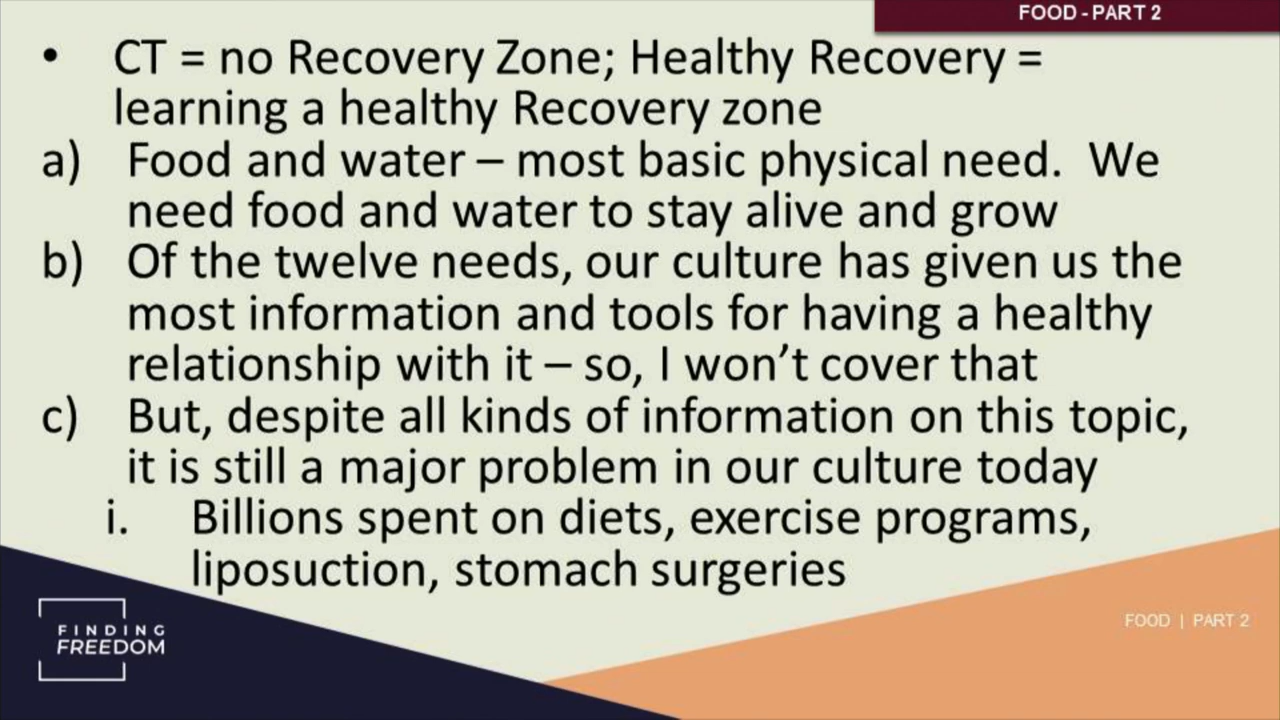 FOOD - PART 2
• CT = no Recovery Zone; Healthy Recovery =
learning a healthy Recovery zone
a) Food and water – most basic physical need.  We
need food and water to stay alive and grow
b) Of the twelve needs, our culture has given us the
most information and tools for having a healthy
relationship with it – so, I won’t cover that
c) But, despite all kinds of information on this topic,
it is still a major problem in our culture today
i. Billions spent on diets, exercise programs,
liposuction, stomach surgeries
FINDING
FREEDOM
FOOD | PART 2